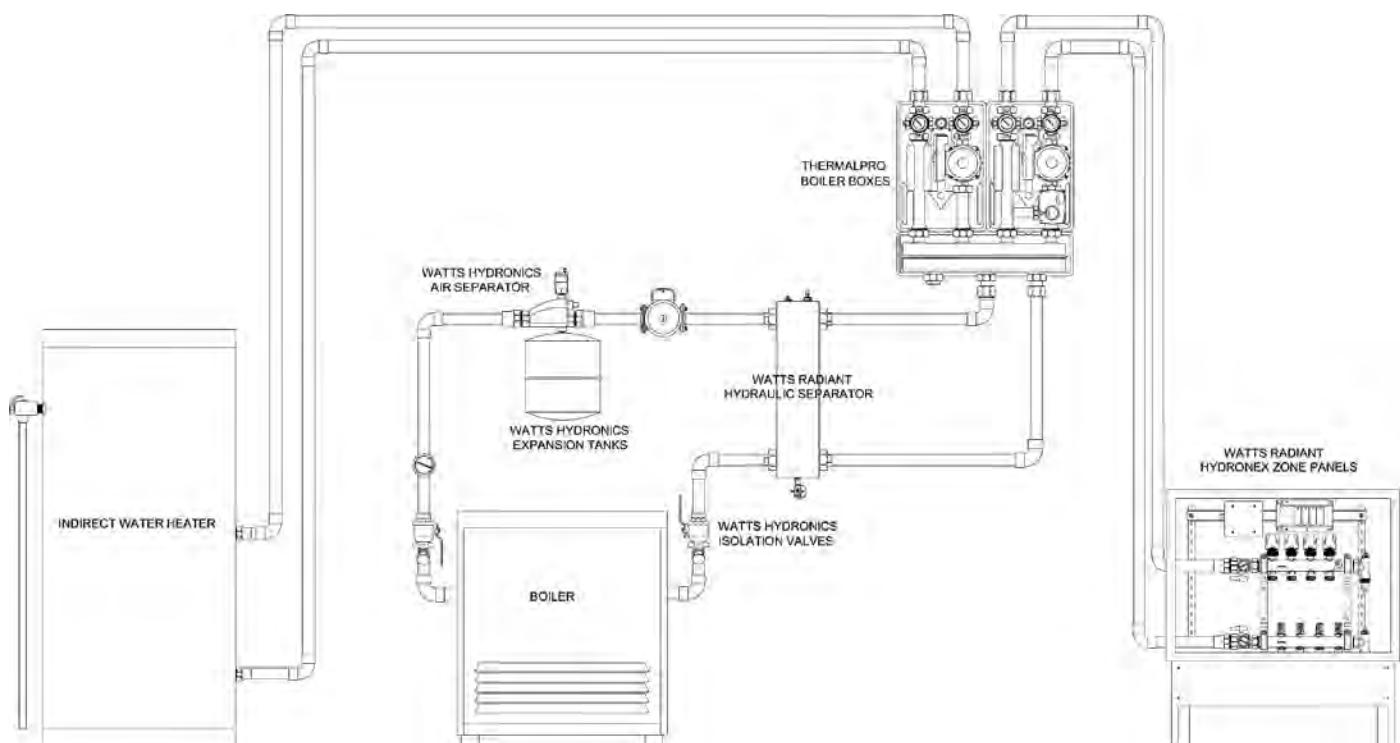 THERMALPRO
BOILER BOXES
WATTS HYDRONICS
AIR SEPARATOR
WATTS RADIANT
HYDRAULIC SEPARATOR
WATTS HYDRONICS
EXPANSION TANKS
WATTS RADIANT
HYDRONEX ZONE PANELS
INDIRECT WATER HEATER
WATTS HYDRONICS
ISOLATION VALVES
BOILER